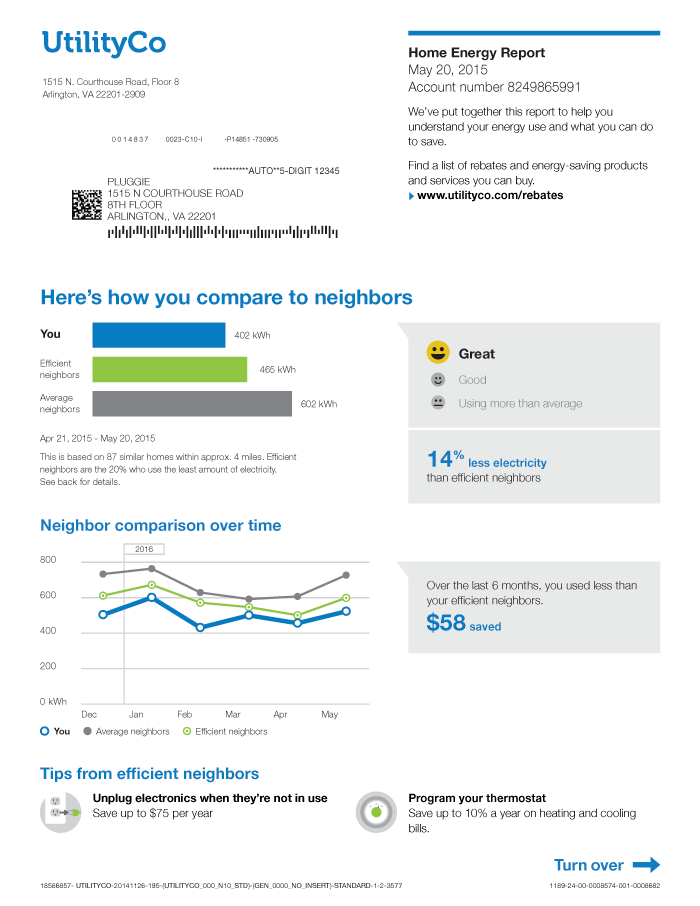 UtilityCo
1515 N. Courthouse Road, Floor 8
Arlington, VA 22201-2909
0 0 1 4 8 3 7 0023-C10-I -P14851 -730905
***********AUTO**5-DIGIT 12345
PLUGGIE
1515 N COURTHOUSE ROAD
8TH FLOOR
ARLINGTON,, VA 22201
Home Energy Report
May 20, 2015
Account number 8249865991
We've put together this report to help you
understand your energy use and what you can do
to save.
Find a list of rebates and energy-saving products
and services you can buy.
www.utilityco.com/rebates
Here's how you compare to neighbors
You
402 kWh
Efficient
neighbors
465 kWh
Average
neighbors
602 kWh
Apr 21, 2015 - May 20, 2015
This is based on 87 similar homes within approx. 4 miles. Efficient
neighbors are the 20% who use the least amount of electricity.
See back for details.
Great
Good
Using more than average
14% less electricity
than efficient neighbors
Neighbor comparison over time
2016
800
600
400
200
0 kWh
Dec Jan Feb Mar Apr May
You Average neighbors Efficient neighbors
Over the last 6 months, you used less than
your efficient neighbors.
$58 saved
Tips from efficient neighbors
Unplug electronics when they're not in use
Save up to $75 per year
Program your thermostat
Save up to 10% a year on heating and cooling
bills.
Turn over
18586857- UTILITYCO-20141126-195-(UTILITYCO_000_N10_STD)-(GEN_0000_NO_INSERT)-STANDARD-1-2-3577
1189-24-00-0008574-001-0008682